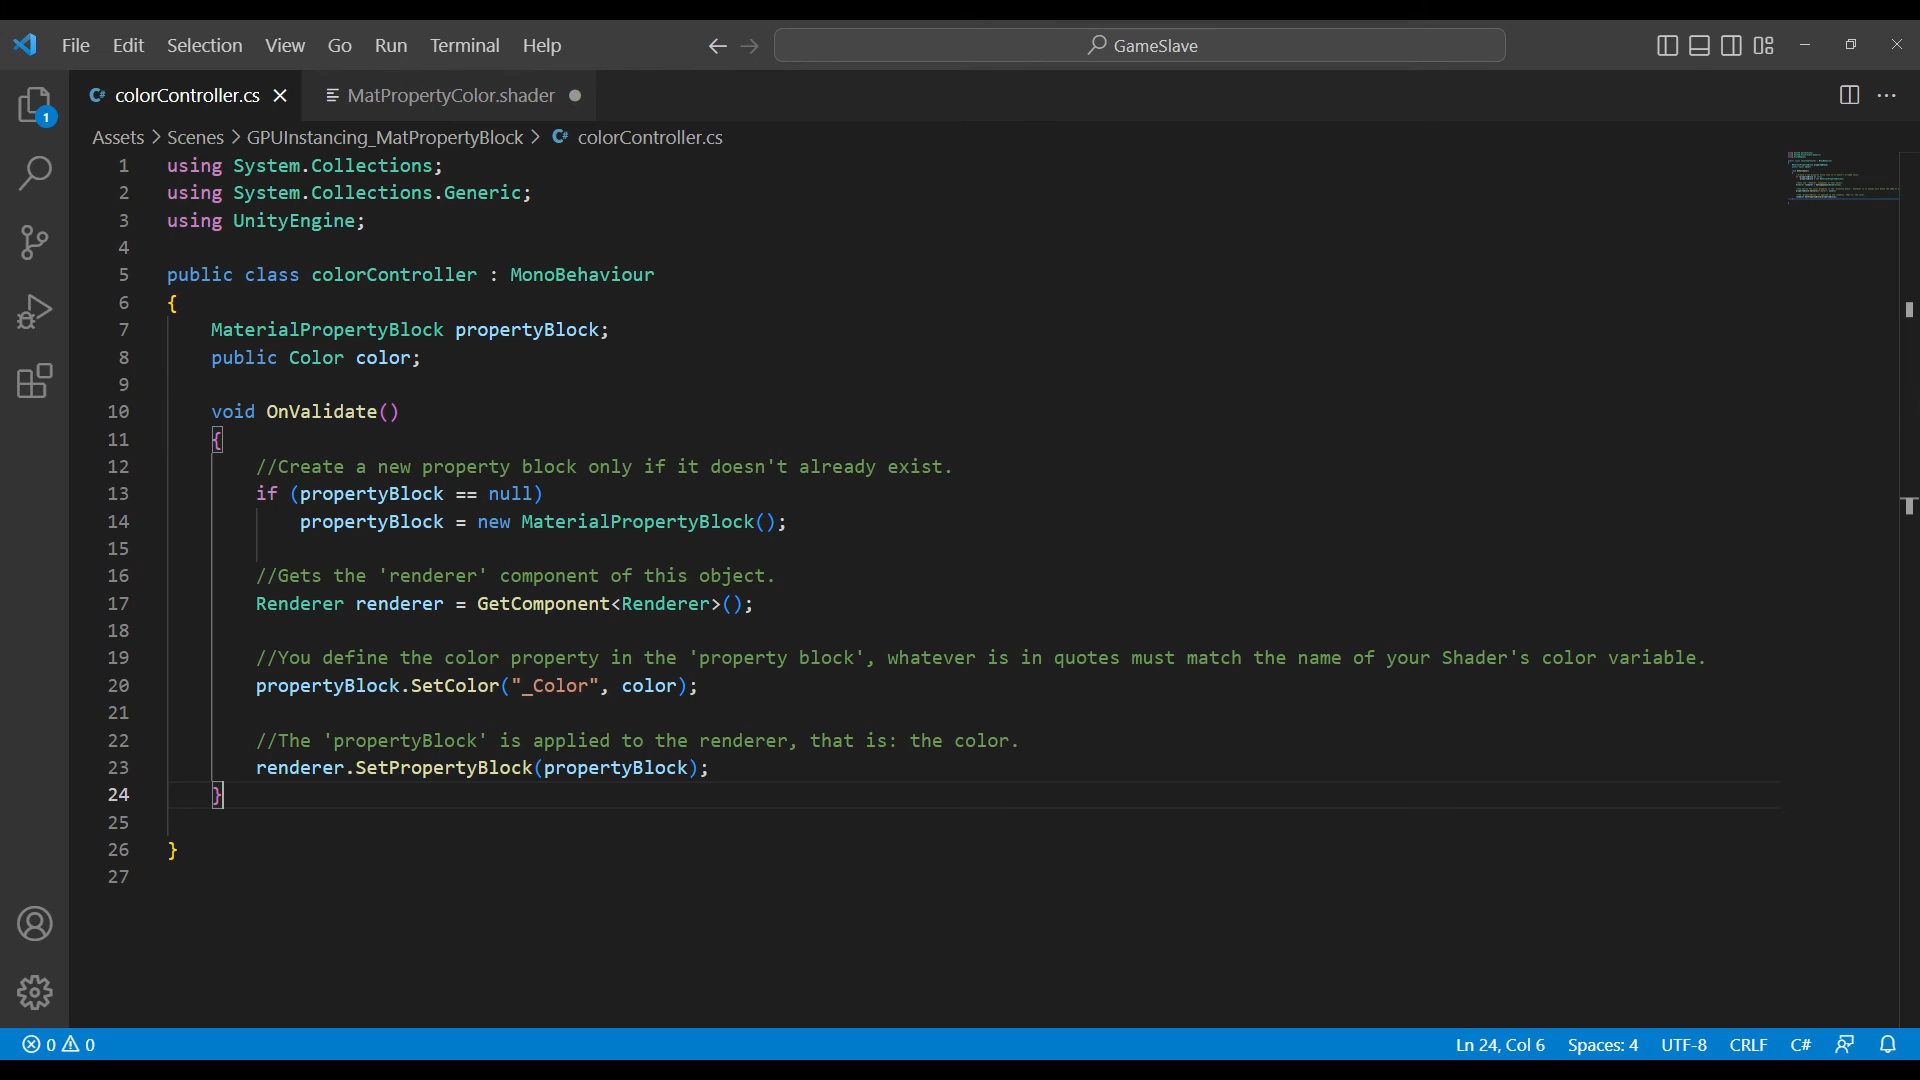 File Edit Selection View Go Run Terminal Help GameSlave
colorController.cs MatPropertyColor.shader
Assets > Scenes > GPUInstancing_MatPropertyBlock > colorController.cs
1 using System.Collections;
2 using System.Collections.Generic;
3 using UnityEngine;
4
5 public class colorController : MonoBehaviour
6 {
7 MaterialPropertyBlock propertyBlock;
8 public Color color;
9
10 void OnValidate()
11 {
12 //Create a new property block only if it doesn't already exist.
13 if (propertyBlock == null)
14 propertyBlock = new MaterialPropertyBlock();
15
16 //Gets the 'renderer' component of this object.
17 Renderer renderer = GetComponent<Renderer>();
18
19 //You define the color property in the 'property block', whatever is in quotes must match the name of your Shader's color variable.
20 propertyBlock.SetColor("_Color", color);
21
22 //The 'propertyBlock' is applied to the renderer, that is: the color.
23 renderer.SetPropertyBlock(propertyBlock);
24 }
25
26 }
27
1
0 0 Ln 24, Col 6 Spaces: 4 UTF-8 CRLF C#